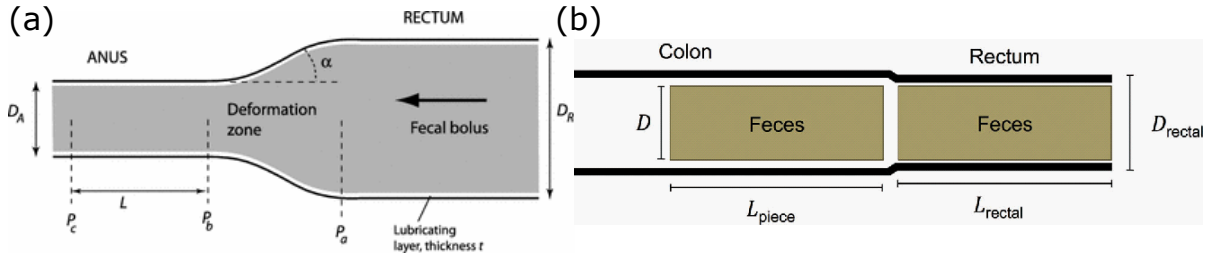 (a)
RECTUM
ANUS
α
D_A
Deformation
zone
Fecal bolus
D_R
L
P_c
P_b
P_a
Lubricating
layer, thickness t
(b)
Colon
Rectum
D
Feces
Feces
D_rectal
L_piece
L_rectal